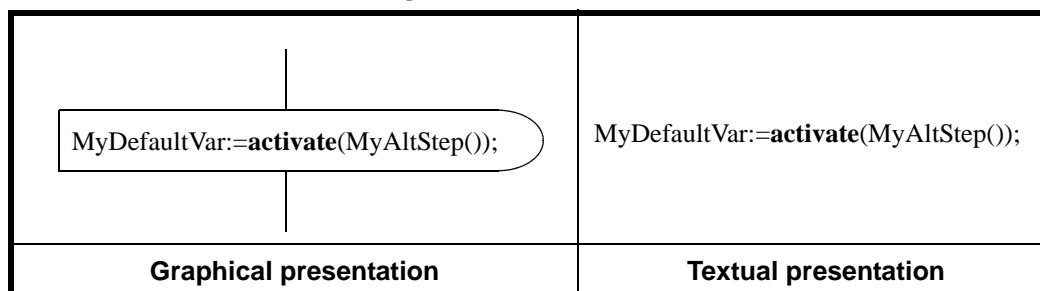 MyDefaultVar:=activate(MyAltStep());
MyDefaultVar:=activate(MyAltStep());
Graphical presentation
Textual presentation